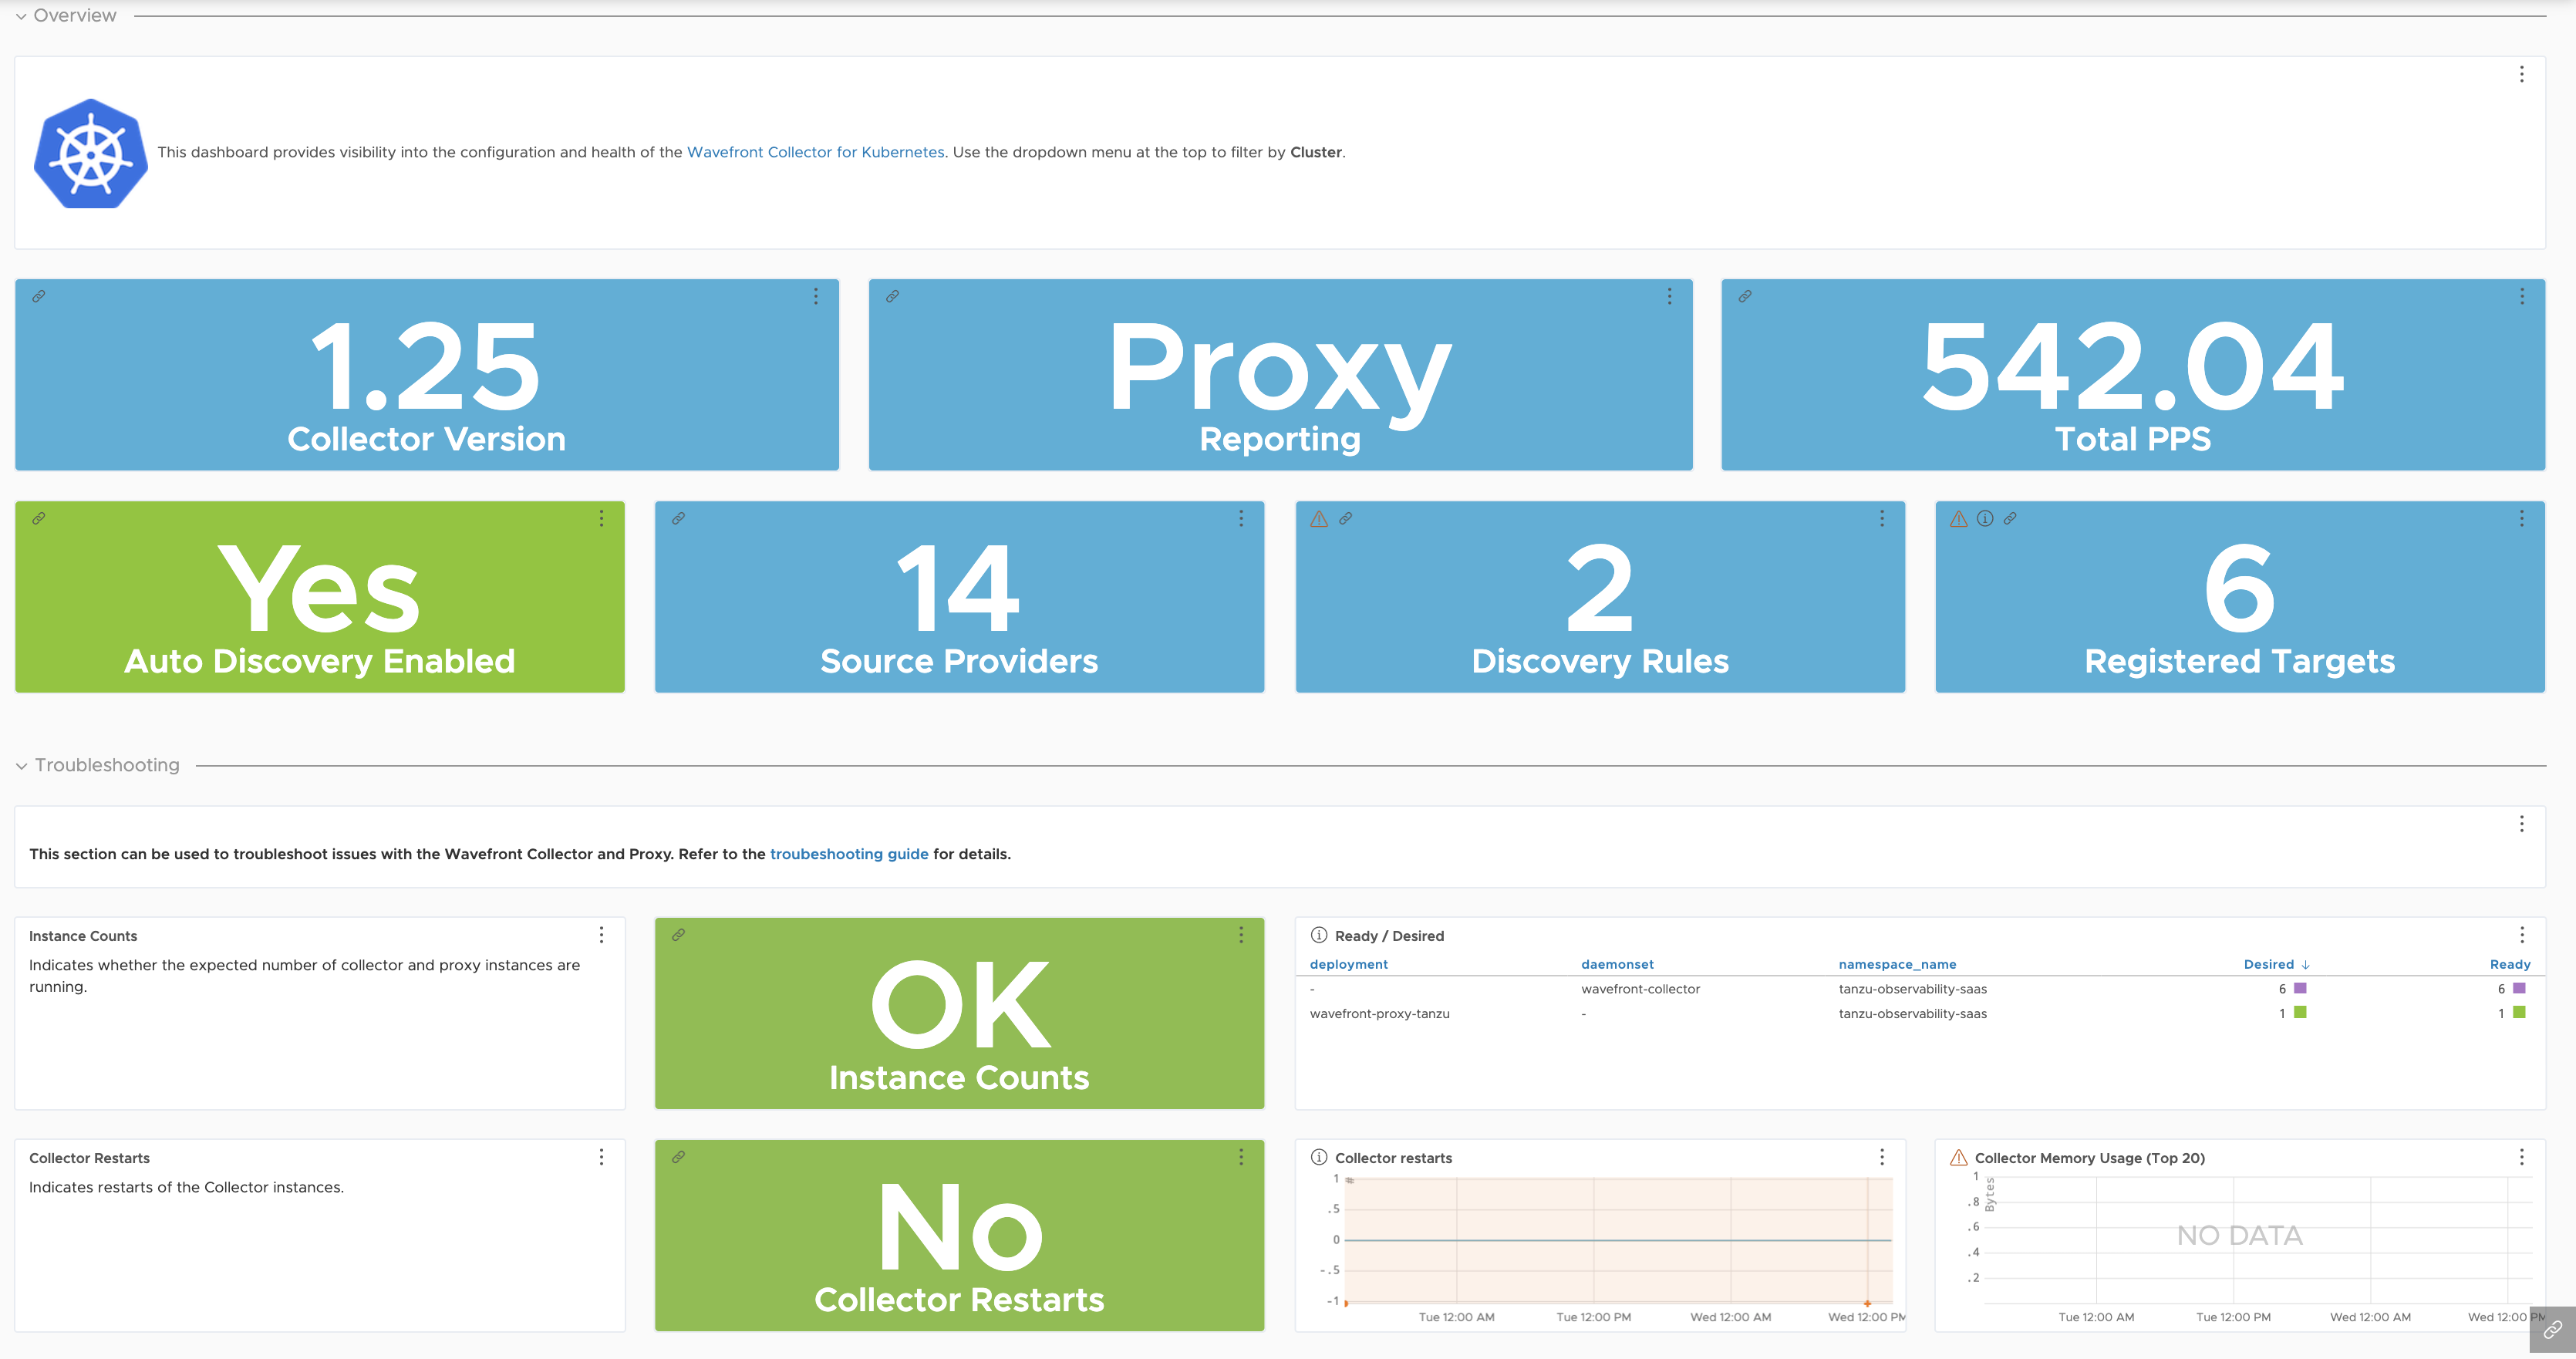 Overview
This dashboard provides visibility into the configuration and health of the Wavefront Collector for Kubernetes. Use the dropdown menu at the top to filter by Cluster.
1.25
Collector Version
Proxy
Reporting
542.04
Total PPS
Yes
Auto Discovery Enabled
14
Source Providers
2
Discovery Rules
6
Registered Targets
Troubleshooting
This section can be used to troubleshoot issues with the Wavefront Collector and Proxy. Refer to the troubeshooting guide for details.
Instance Counts
Indicates whether the expected number of collector and proxy instances are
running.
OK
Instance Counts
Ready / Desired
deployment daemonset namespace_name Desired ↓ Ready
- wavefront-collector tanzu-observability-saas 6 6
wavefront-proxy-tanzu - tanzu-observability-saas 1 1
Collector Restarts
Indicates restarts of the Collector instances.
No
Collector Restarts
Collector restarts
1 #
.5
0
-.5
-1
Tue 12:00 AM Tue 12:00 PM Wed 12:00 AM Wed 12:00 PM
Collector Memory Usage (Top 20)
Bytes
1
.8
.6
.4
.2
NO DATA
Tue 12:00 AM Tue 12:00 PM Wed 12:00 AM Wed 12:00 PM